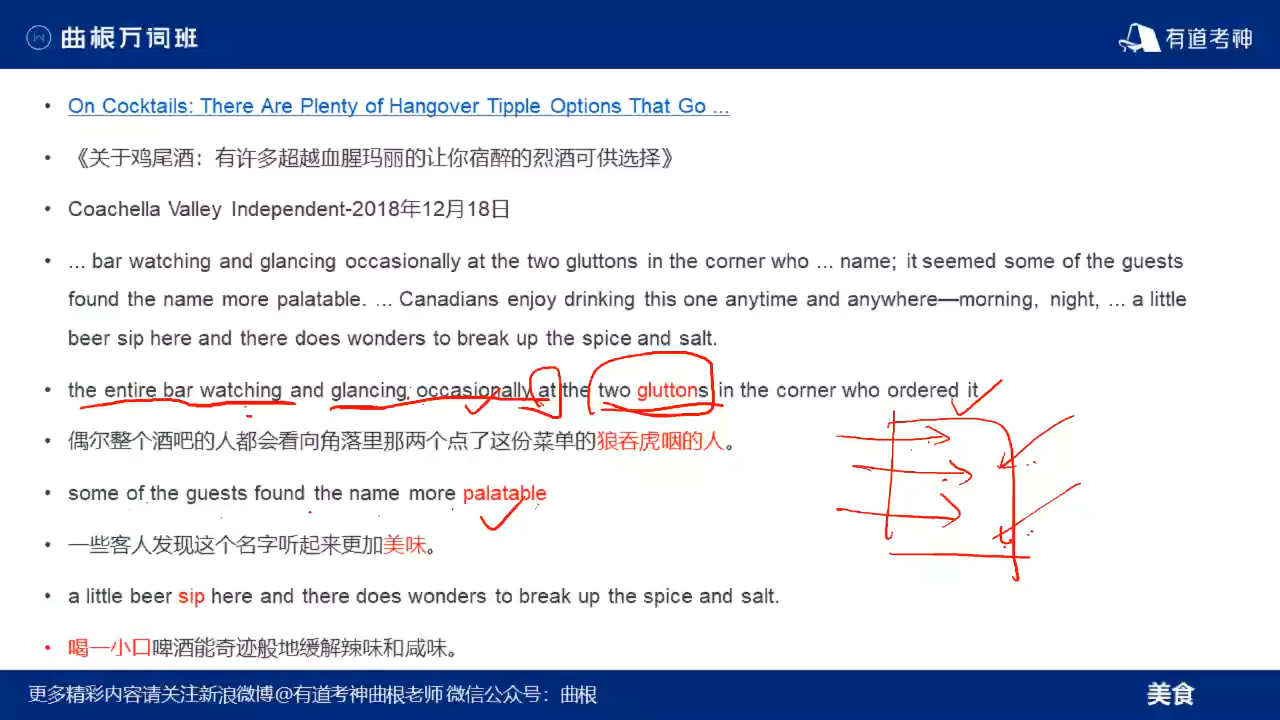 曲根万词班
有道考神
• On Cocktails: There Are Plenty of Hangover Tipple Options That Go ...
• 《关于鸡尾酒：有许多超越血腥玛丽的让你宿醉的烈酒可供选择》
• Coachella Valley Independent-2018年12月18日
• ... bar watching and glancing occasionally at the two gluttons in the corner who ... name; it seemed some of the guests
found the name more palatable. ... Canadians enjoy drinking this one anytime and anywhere—morning, night, ... a little
beer sip here and there does wonders to break up the spice and salt.
• the entire bar watching and glancing occasionally at the two gluttons in the corner who ordered it
• 偶尔整个酒吧的人都会看向角落里那两个点了这份菜单的狼吞虎咽的人。
• some of the guests found the name more palatable
• 一些客人发现这个名字听起来更加美味。
• a little beer sip here and there does wonders to break up the spice and salt.
• 喝一小口啤酒能奇迹般地缓解辣味和咸味。
更多精彩内容请关注新浪微博@有道考神曲根老师 微信公众号：曲根
美食